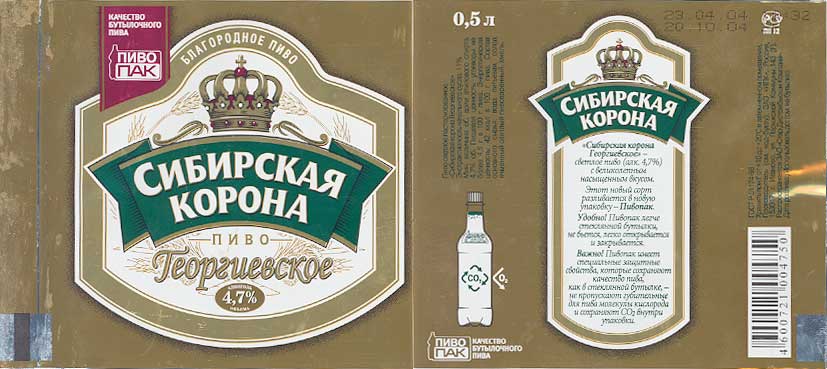 КАЧЕСТВО
БУТЫЛОЧНОГО
ПИВА
ПИВО
ПАК
БЛАГОРОДНОЕ ПИВО
СИБИРСКАЯ
КОРОНА
ПИВО
Георгиевское
4,7%
ОБЪЕМА
0,5 л
23.04.04
20.10.04
432
РСТ
СИБИРСКАЯ
КОРОНА
«Сибирская корона
Георгиевское» –
светлое пиво (алк. 4,7%)
с великолепным
насыщенным вкусом.
Этот новый сорт
разливается в новую
упаковку – Пивопак.
Удобно! Пивопак легче
стеклянной бутылки,
не бьется, легко открывается
и закрывается.
Важно! Пивопак имеет
специальные защитные
свойства, которые сохраняют
качество пива,
как в стеклянной бутылке, –
не пропускают губительные
для пива молекулы кислорода
и сохраняют CO₂ внутри
упаковки.
CO₂
O₂
ПИВО
ПАК
КАЧЕСТВО
БУТЫЛОЧНОГО
ПИВА
4600721004750